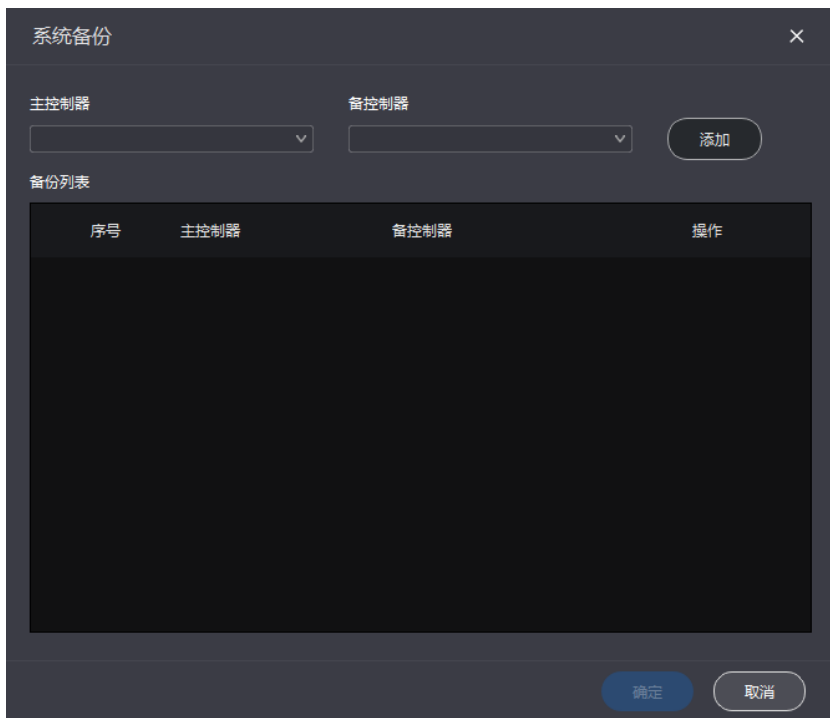 系统备份
主控制器 备控制器
添加
备份列表
序号 主控制器 备控制器 操作
确定 取消